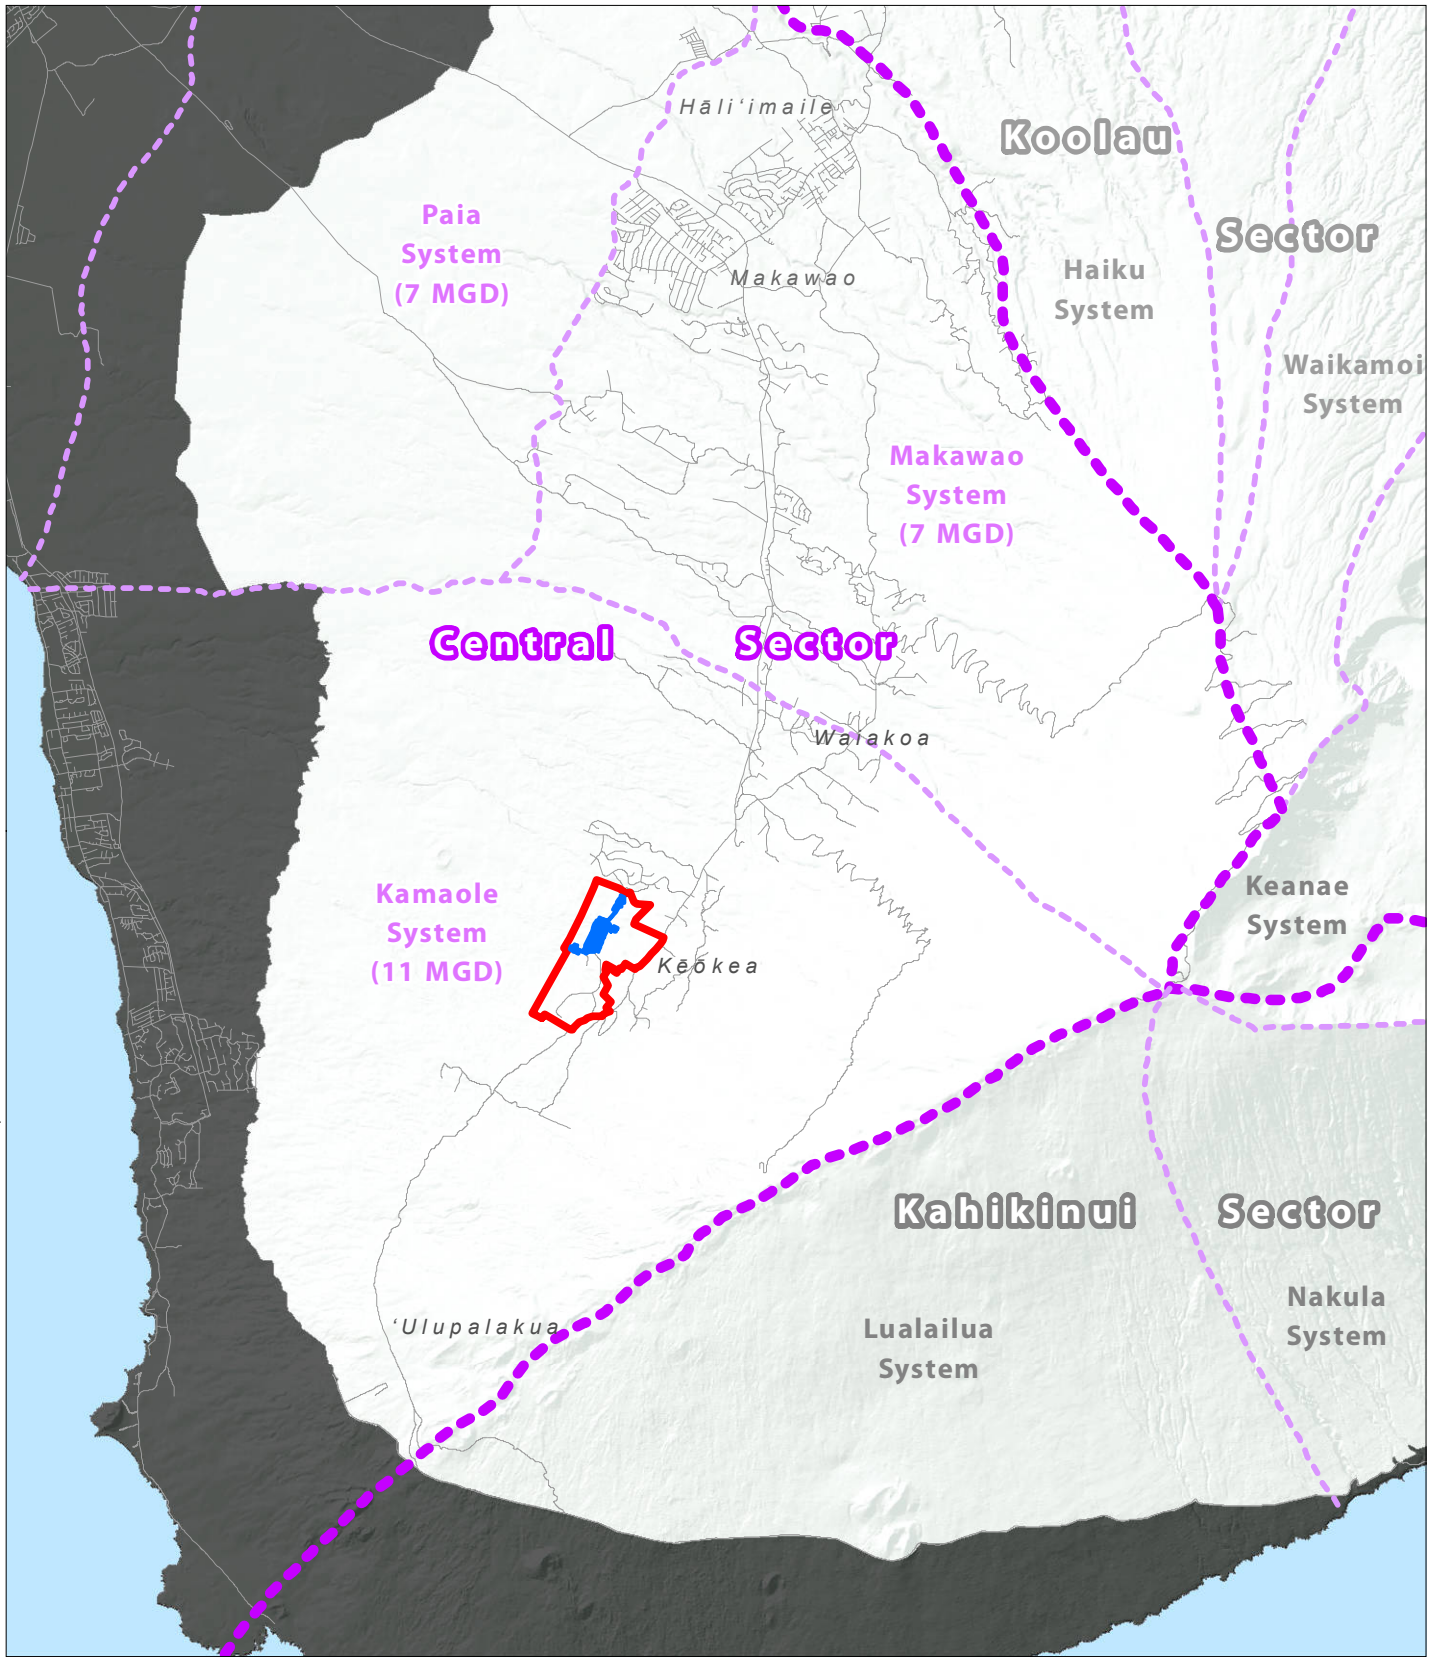 Hāli‘imaile
Koolau
Paia
System
(7 MGD)
Sector
Haiku
System
Makawao
Waikamoi
System
Makawao
System
(7 MGD)
Central Sector
Waiakoa
Kamaole
System
(11 MGD)
Keanae
System
Kēōkea
Kahikinui Sector
Nakula
System
‘Ulupalakua
Lualailua
System